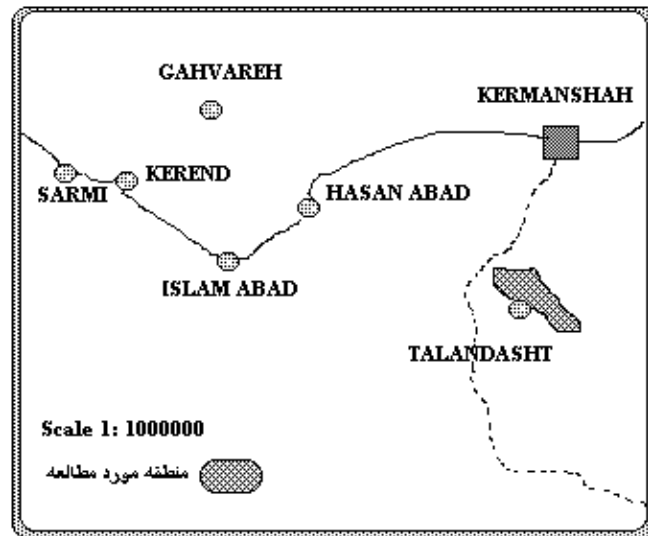 GAHVAREH
KERMANSHAH
KEREND
SARMI
HASAN ABAD
ISLAM ABAD
TALANDASHT
Scale 1: 1000000
منطقه مورد مطالعه